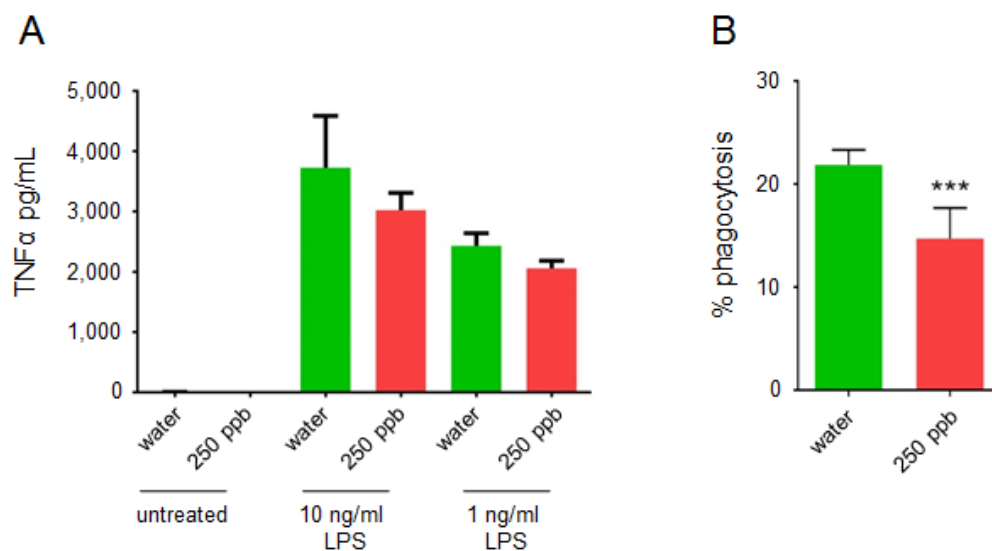 A
TNFα pg/mL
5,000
4,000
3,000
2,000
1,000
0
water
250 ppb
water
250 ppb
water
250 ppb
untreated
10 ng/ml
LPS
1 ng/ml
LPS
B
% phagocytosis
30
20
10
0
***
water
250 ppb